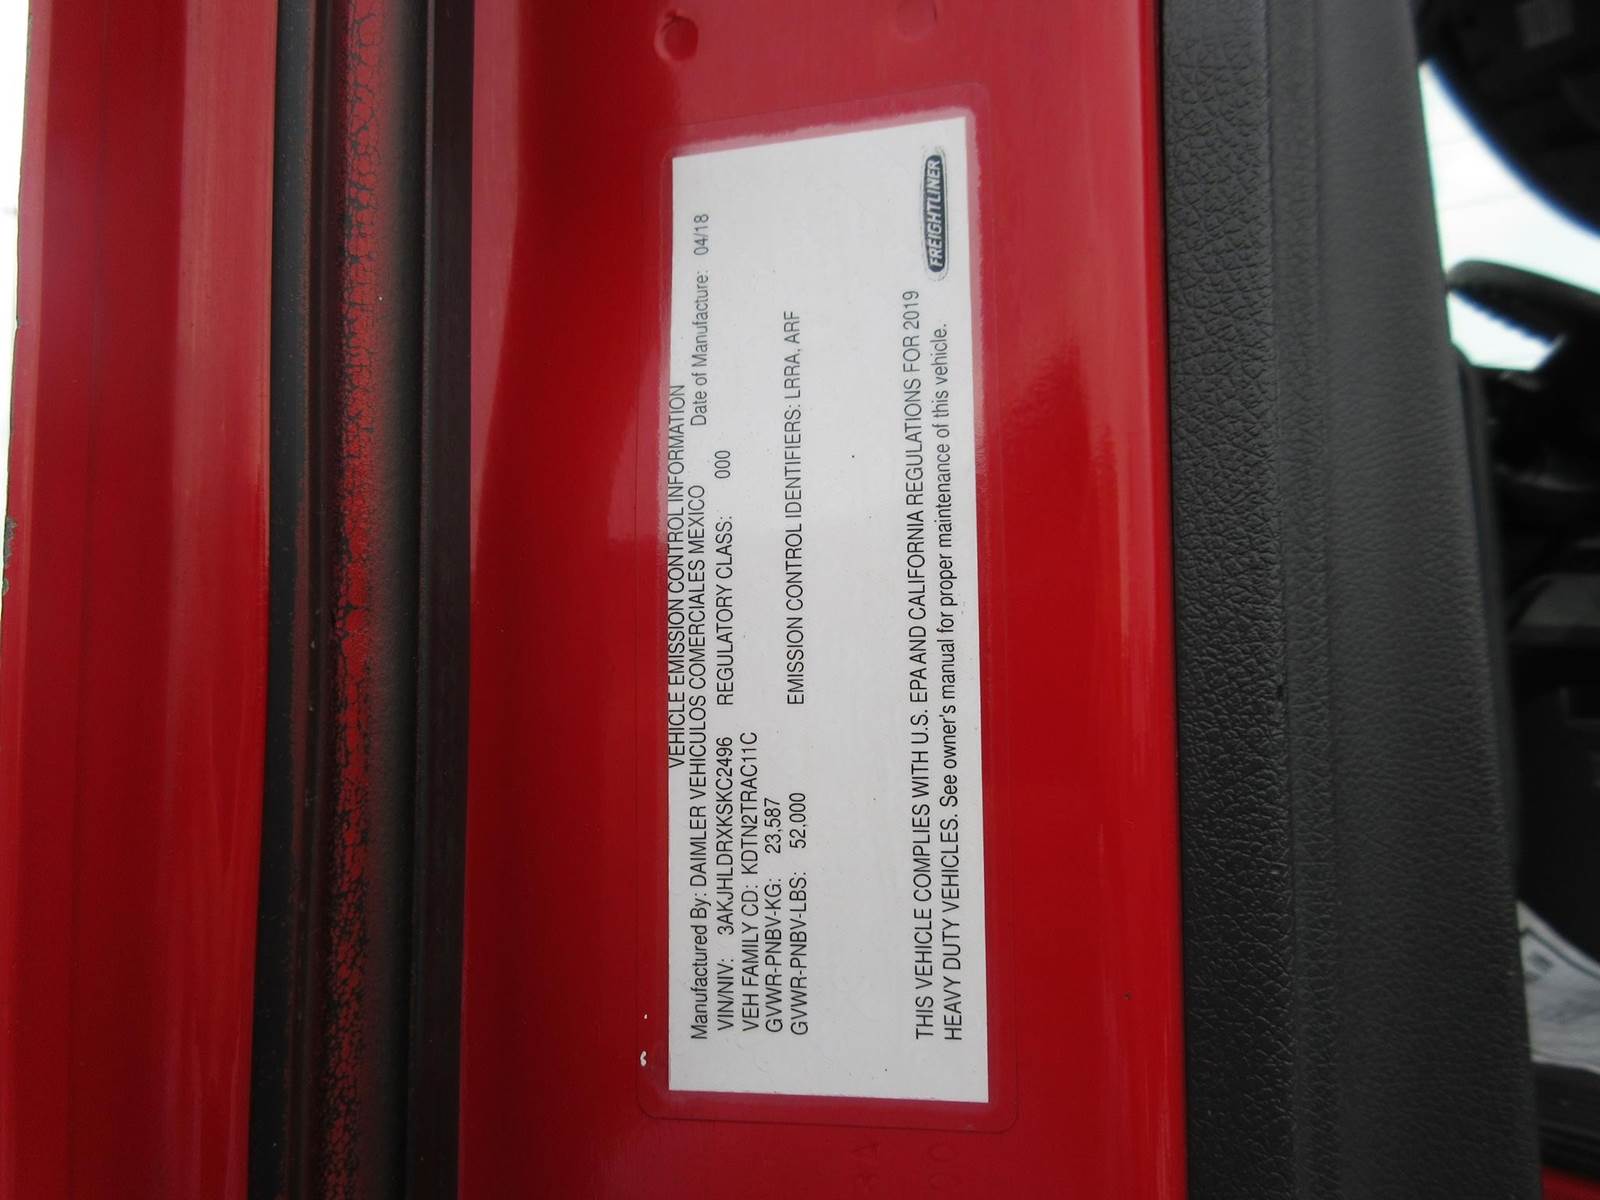 VEHICLE EMISSION CONTROL INFORMATION
Manufactured By: DAIMLER VEHICULOS COMERCIALES MEXICO Date of Manufacture: 04/18
VIN/NIV: 3AKJHLDRXKSKC2496 REGULATORY CLASS: 000
VEH FAMILY CD: KDTN2TRAC11C
GVWR-PNBV-KG: 23,587
GVWR-PNBV-LBS: 52,000 EMISSION CONTROL IDENTIFIERS: LRRA, ARF
THIS VEHICLE COMPLIES WITH U.S. EPA AND CALIFORNIA REGULATIONS FOR 2019
HEAVY DUTY VEHICLES. See owner's manual for proper maintenance of this vehicle.
FREIGHTLINER